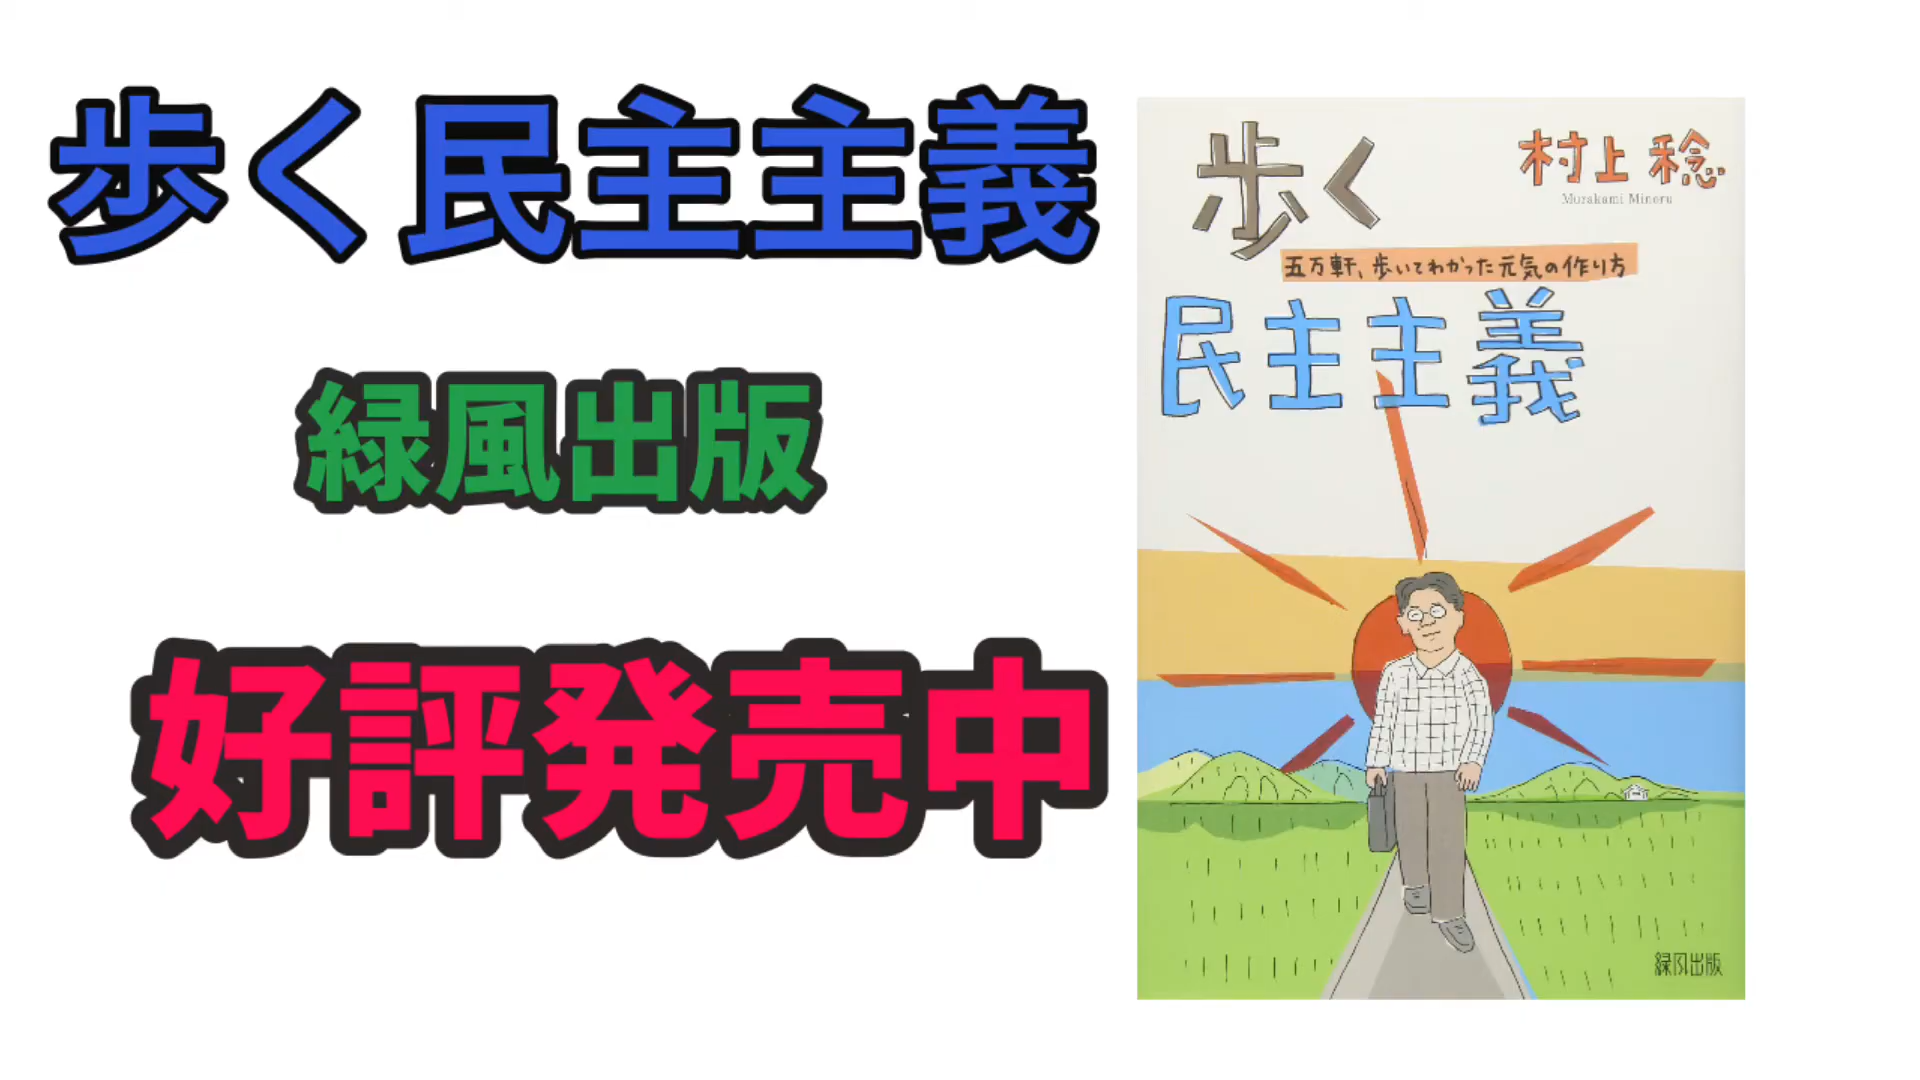 歩く民主主義
緑風出版
好評発売中
歩く
村上 稔
Murakami Minoru
五万軒、歩いてわかった元気の作り方
民主主義
緑風出版